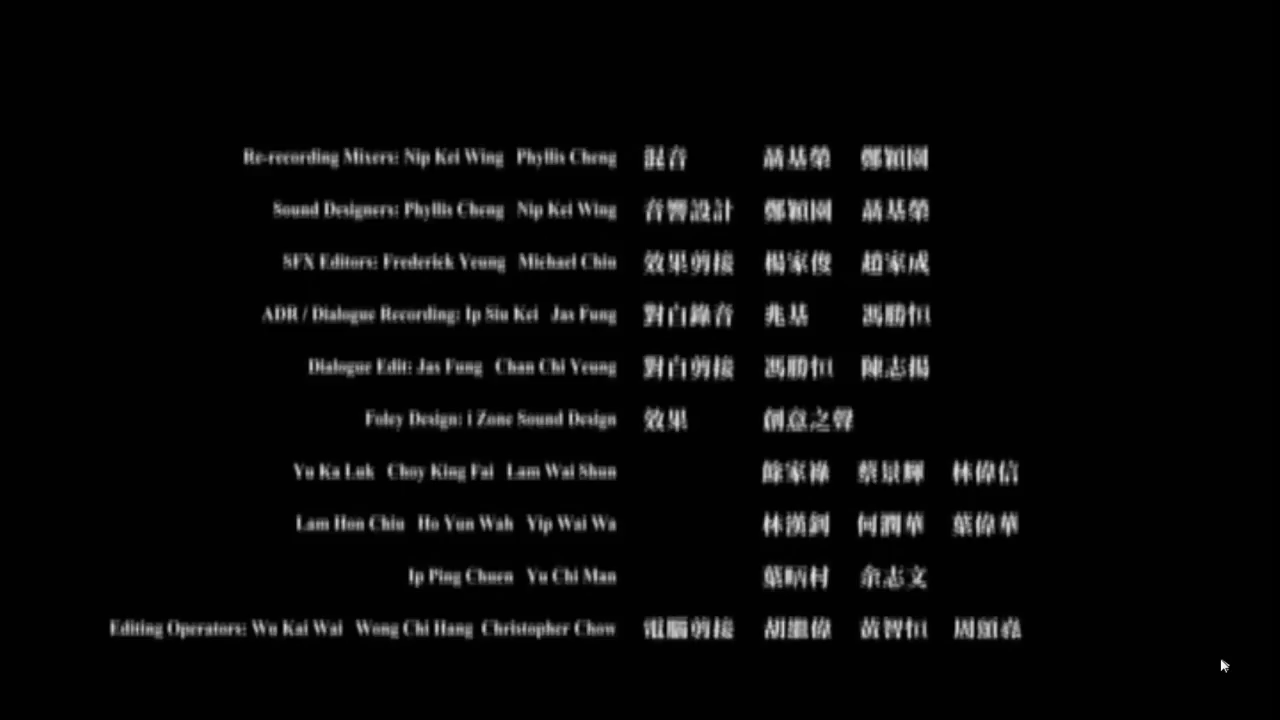 Re-recording Mixers: Nip Kei Wing Phyllis Cheng 混音 聶基榮 鄭穎園
Sound Designers: Phyllis Cheng Nip Kei Wing 音響設計 鄭穎園 聶基榮
SFX Editors: Frederick Yeung Michael Chiu 效果剪接 楊家俊 趙家成
ADR / Dialogue Recording: Ip Siu Kei Jas Fung 對白錄音 兆基 馮勝恒
Dialogue Edit: Jas Fung Chan Chi Yeung 對白剪接 馮勝恒 陳志揚
Foley Design: i Zone Sound Design 效果 創意之聲
Yu Ka Luk Choy King Fai Lam Wai Shun 餘家祿 蔡景輝 林偉信
Lam Hon Chiu Ho Yun Wah Yip Wai Wa 林漢釗 何潤華 葉偉華
Ip Ping Chuen Yu Chi Man 葉昞村 余志文
Editing Operators: Wu Kai Wai Wong Chi Hang Christopher Chow 電腦剪接 胡繼偉 黃智恒